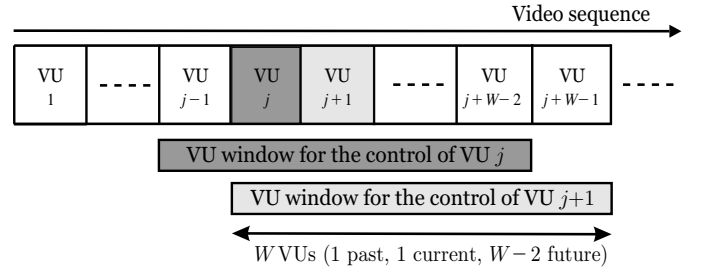 Video sequence
VU VU VU VU VU VU
1 j−1 j j+1 j+W−2 j+W−1
VU window for the control of VU j
VU window for the control of VU j+1
W VUs (1 past, 1 current, W−2 future)